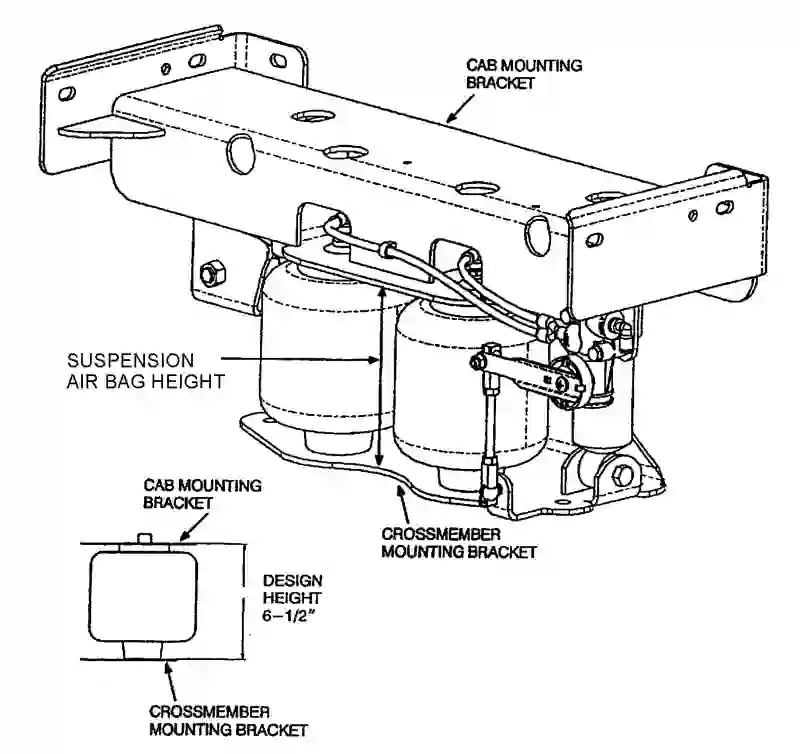 CAB MOUNTING
BRACKET
SUSPENSION
AIR BAG HEIGHT
CAB MOUNTING
BRACKET
CROSSMEMBER
MOUNTING BRACKET
DESIGN
HEIGHT
6-1/2"
CROSSMEMBER
MOUNTING BRACKET